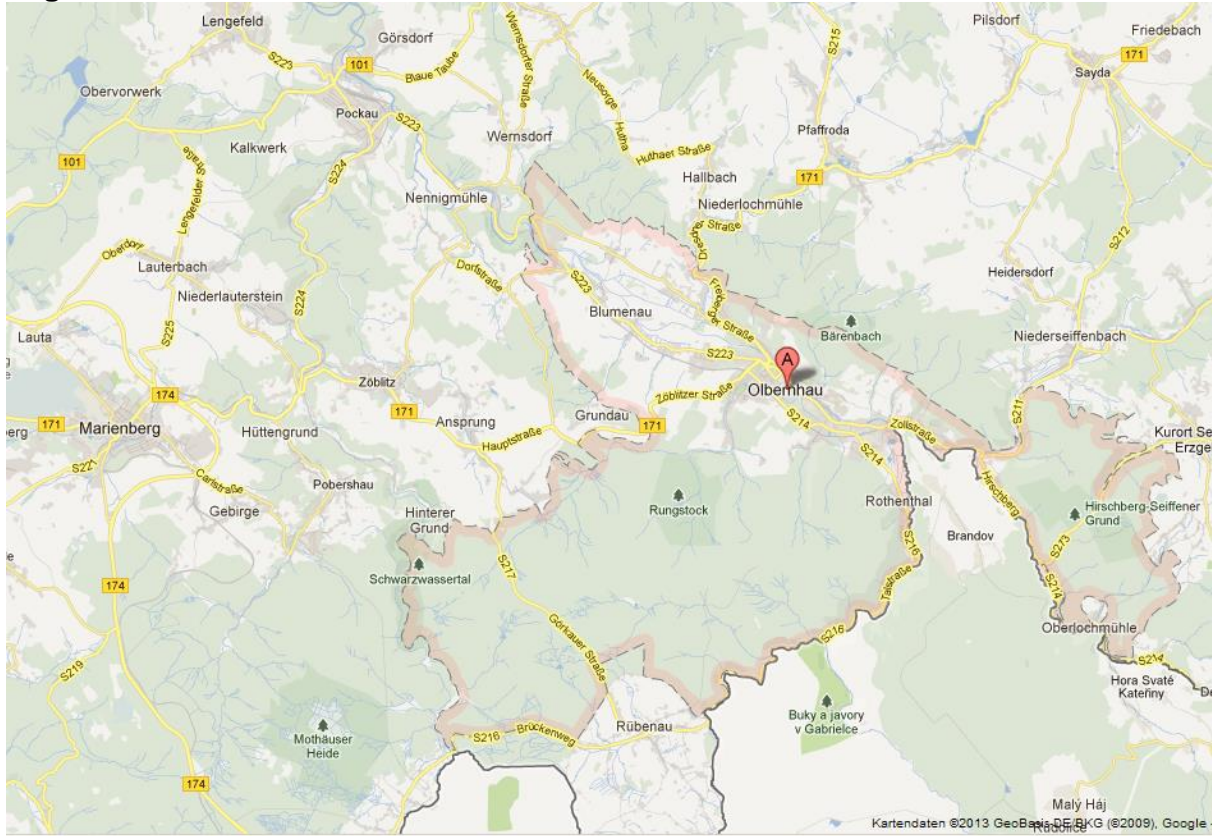 Lengefeld
Görsdorf
Wernsdorfer Straße
S215
Pilsdorf
Friedebach
S223
101
Blaue Taube
Neusorge
171
Sayda
Obervorwerk
Pockau
S223
Hutha
Pfaffroda
Wernsdorf
Kalkwerk
S224
Huthaer Straße
101
Lengefelder Straße
Hallbach
171
Nennigmühle
Niederlochmühle
S212
Oberdorf
Lauterbach
Dorfstraße
Heidersdorf
Niederlauterstein
S223
Freiberger Straße
S224
Blumenau
S225
Bärenbach
Lauta
Niederseiffenbach
S223
A
Zöblitz
Olbernhau
174
Zöblitzer Straße
171
171
Ansprung
Grundau
171
S214
S211
Marienberg
Hüttengrund
Hauptstraße
Zollstraße
Kurort Se
Erzge
S221
Carlstraße
S214
Hirschberg
Pobershau
Gebirge
Hinterer
Grund
Rungstock
Rothenthal
Hirschberg-Seiffener
Grund
Brandov
S216
S273
Schwarzwassertal
S217
174
S214
Talstraße
Görkauer Straße
S216
Oberlochmühle
S219
S214
Hora Svaté
Kateřiny
Mothäuser
Heide
S216
Brückenweg
Rübenau
Buky a javory
v Gabrielce
174
Malý Háj
Kartendaten ©2013 GeoBasis-DE/BKG (©2009), Google